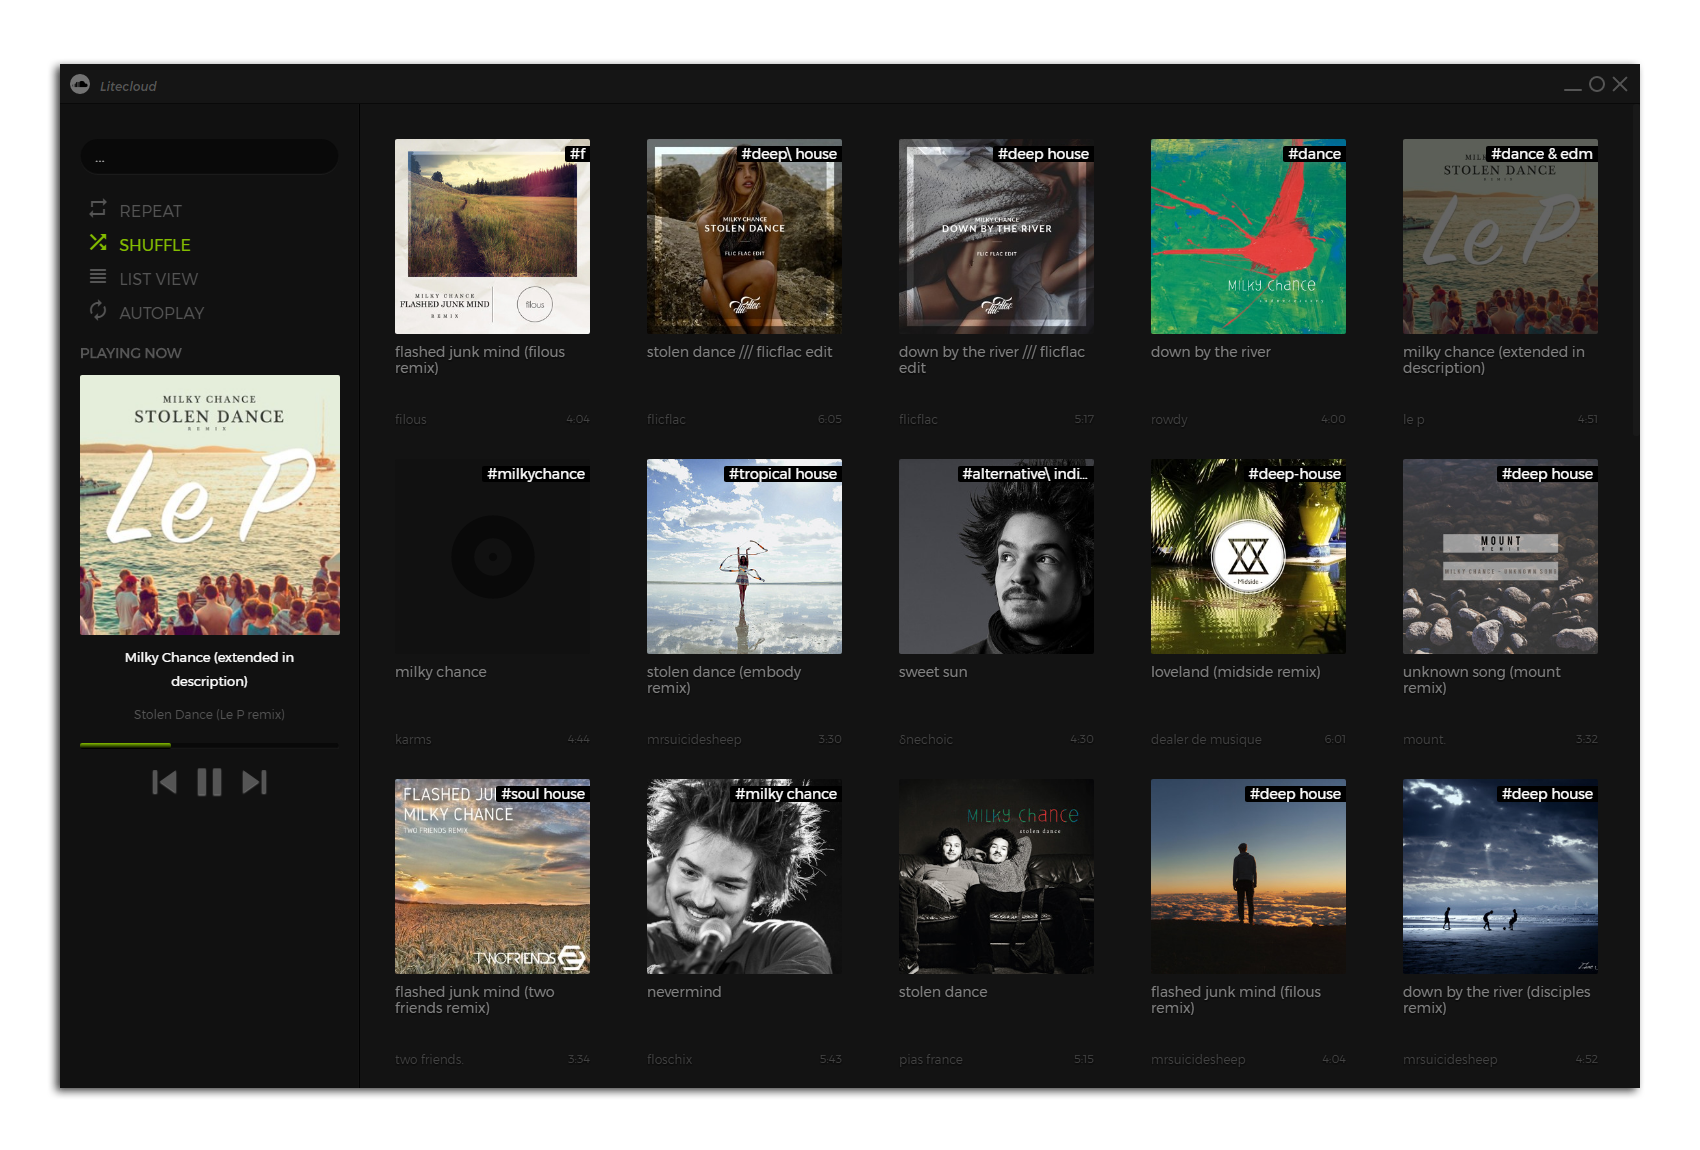 Litecloud
...
REPEAT
SHUFFLE
LIST VIEW
AUTOPLAY
PLAYING NOW
MILKY CHANCE
STOLEN DANCE
REMIX
Le P
Milky Chance (extended in
description)
Stolen Dance (Le P remix)
#f
MILKY CHANCE
FLASHED JUNK MIND
REMIX
filous
flashed junk mind (filous
remix)
filous
4:04
#deep\ house
MILKY CHANCE
STOLEN DANCE
FLIC FLAC EDIT
stolen dance /// flicflac edit
flicflac
6:05
#deep house
MILKY CHANCE
DOWN BY THE RIVER
FLIC FLAC EDIT
down by the river /// flicflac
edit
flicflac
5:17
#dance
Milky Chance
down by the river
rowdy
4:00
#dance & edm
STOLEN DANCE
REMIX
Le P
milky chance (extended in
description)
le p
4:51
#milkychance
milky chance
karms
4:44
#tropical house
stolen dance (embody
remix)
mrsuicidesheep
3:30
#alternative\ indi...
sweet sun
δnechoic
4:30
#deep-house
- Midside -
loveland (midside remix)
dealer de musique
6:01
#deep house
MOUNT
REMIX
MILKY CHANCE - UNKNOWN SONG
unknown song (mount
remix)
mount.
3:32
#soul house
FLASHED JU
MILKY CHANCE
TWO FRIENDS REMIX
TWOFRIENDS
flashed junk mind (two
friends remix)
two friends.
3:34
#milky chance
nevermind
floschix
5:43
Milky Chance
stolen dance
stolen dance
pias france
5:15
#deep house
flashed junk mind (filous
remix)
mrsuicidesheep
4:04
#deep house
down by the river (disciples
remix)
mrsuicidesheep
4:52